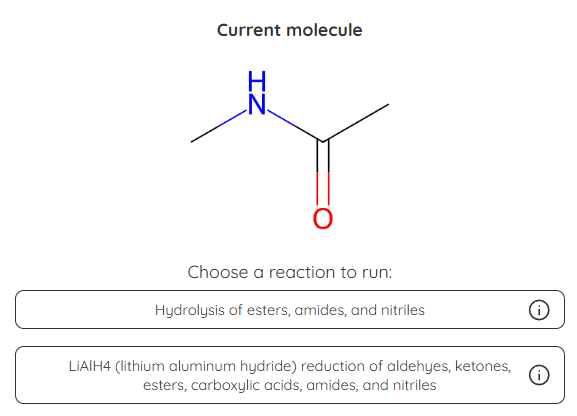 Current molecule
H
N
O
Choose a reaction to run:
Hydrolysis of esters, amides, and nitriles
i
LiAlH4 (lithium aluminum hydride) reduction of aldehyes, ketones,
esters, carboxylic acids, amides, and nitriles
i